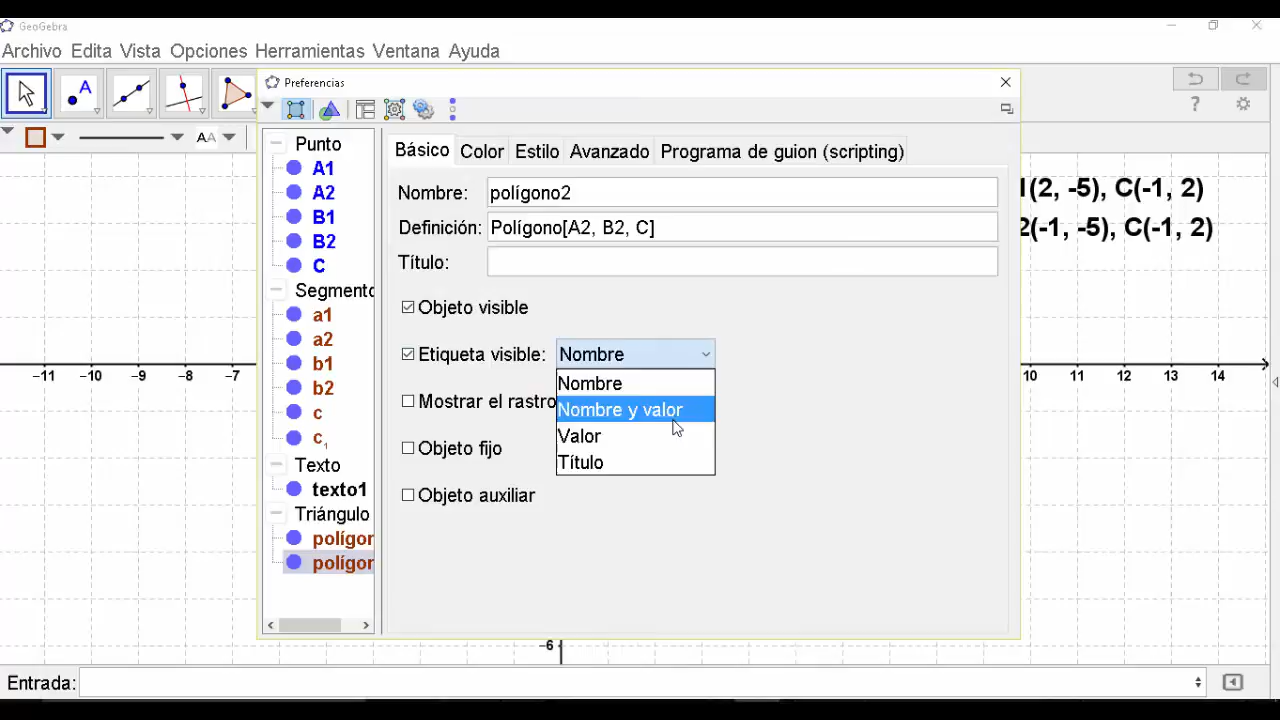 GeoGebra
Archivo Edita Vista Opciones Herramientas Ventana Ayuda
A
Preferencias
?
AA
Punto
A1
A2
B1
B2
C
Segmento
a1
a2
b1
b2
c
c1
Texto
texto1
Triángulo
polígon
polígon
Básico Color Estilo Avanzado Programa de guion (scripting)
Nombre: polígono2
Definición: Polígono[A2, B2, C]
Título:
Objeto visible
Etiqueta visible: Nombre
Nombre
Nombre y valor
Valor
Título
Mostrar el rastro
Objeto fijo
Objeto auxiliar
1(2, -5), C(-1, 2)
2(-1, -5), C(-1, 2)
−11 −10 −9 −8 −7 10 11 12 13 14
−6
Entrada: